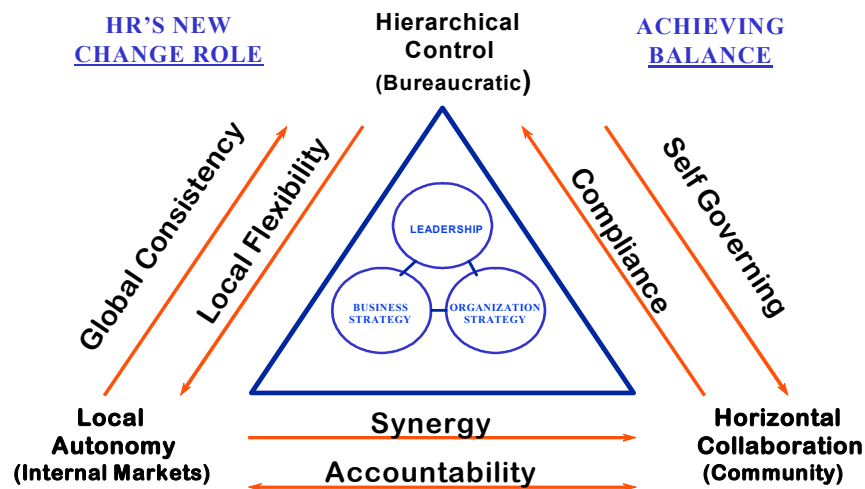 HR'S NEW
CHANGE ROLE
Hierarchical
Control
(Bureaucratic)
ACHIEVING
BALANCE
Global Consistency
Local Flexibility
Compliance
Self Governing
LEADERSHIP
BUSINESS
STRATEGY
ORGANIZATION
STRATEGY
Local
Autonomy
(Internal Markets)
Synergy
Accountability
Horizontal
Collaboration
(Community)